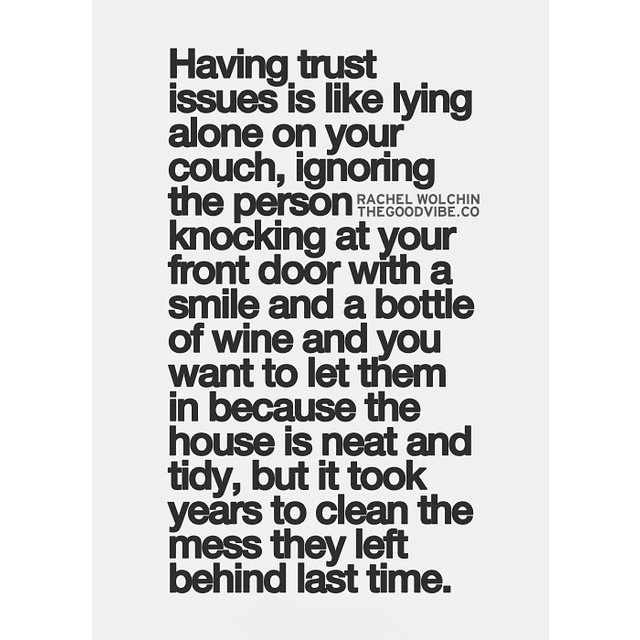 Having trust
issues is like lying
alone on your
couch, ignoring
the person
RACHEL WOLCHIN
THEGOODVIBE.CO
knocking at your
front door with a
smile and a bottle
of wine and you
want to let them
in because the
house is neat and
tidy, but it took
years to clean the
mess they left
behind last time.